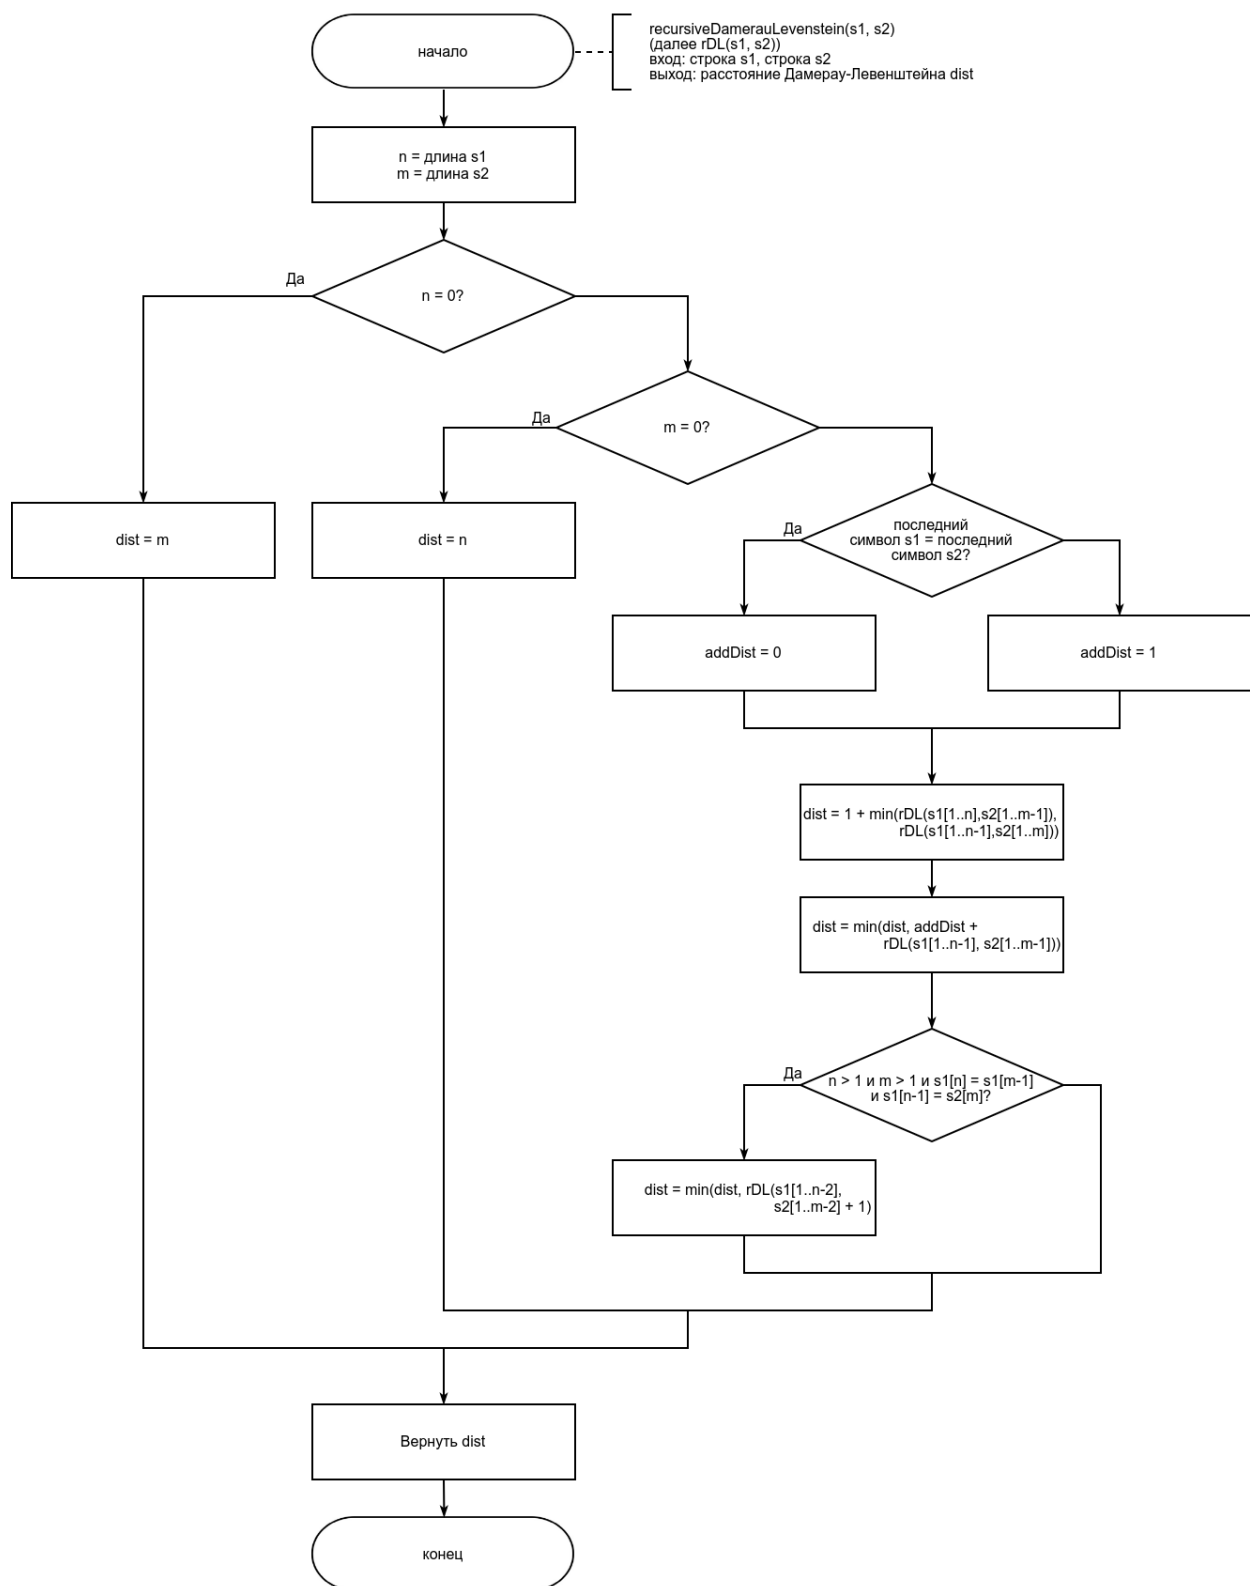 начало
recursiveDamerauLevenstein(s1, s2)
(далее rDL(s1, s2))
вход: строка s1, строка s2
выход: расстояние Дамерау-Левенштейна dist
n = длина s1
m = длина s2
Да
n = 0?
Да
m = 0?
dist = m
dist = n
Да
последний
символ s1 = последний
символ s2?
addDist = 0
addDist = 1
dist = 1 + min(rDL(s1[1..n],s2[1..m-1]),
rDL(s1[1..n-1],s2[1..m]))
dist = min(dist, addDist +
rDL(s1[1..n-1], s2[1..m-1]))
Да
n > 1 и m > 1 и s1[n] = s1[m-1]
и s1[n-1] = s2[m]?
dist = min(dist, rDL(s1[1..n-2],
s2[1..m-2] + 1)
Вернуть dist
конец